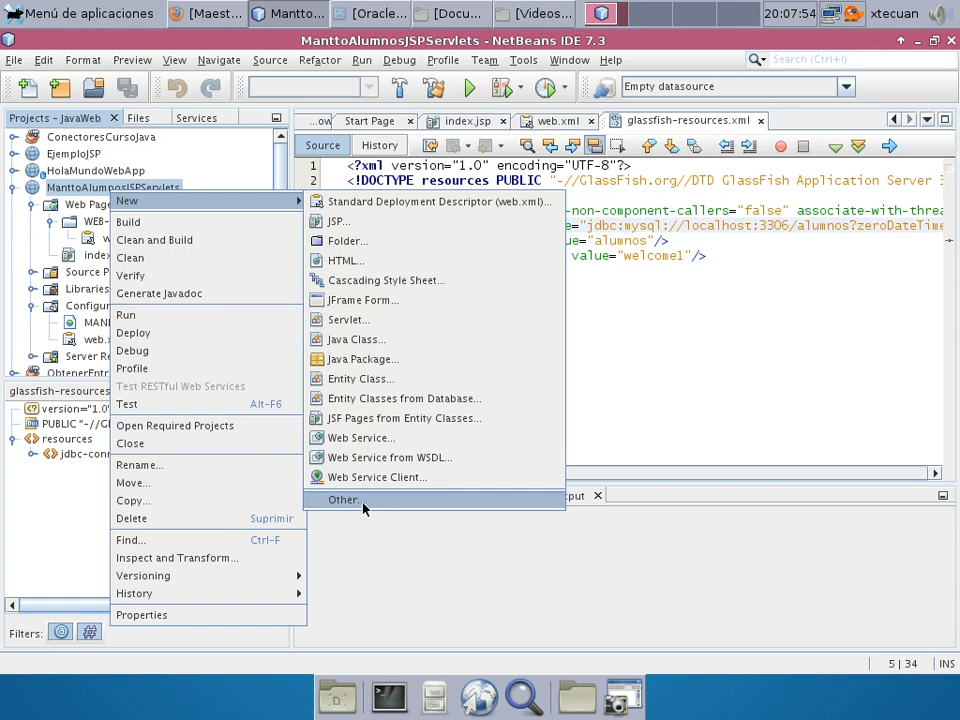 Menú de aplicaciones
[Maest...
Mantto...
[Oracle...
[Docu...
[Videos...
20:07:54
xtecuan
ManttoAlumnosJSPServlets - NetBeans IDE 7.3
File Edit Format Preview View Navigate Source Refactor Run Debug Profile Team Tools Window Help
Search (Ctrl+I)
Empty datasource
Projects - JavaWeb
Files
Services
...ow
Start Page
index.jsp
web.xml
glassfish-resources.xml
Source
History
ConectoresCursoJava
EjemploJSP
HolaMundoWebApp
ManttoAlumnosJSPServlets
Web Page
WEB-
w
index
Source P
Libraries
Configur
MANI
web.x
Server Re
ObtenerEntr
1 <?xml version="1.0" encoding="UTF-8"?>
2 <!DOCTYPE resources PUBLIC "-//GlassFish.org//DTD GlassFish Application Server 3
-non-component-callers="false" associate-with-threa
e="jdbc:mysql://localhost:3306/alumnos?zeroDateTime
ue="alumnos"/>
value="welcome1"/>
New
Build
Clean and Build
Clean
Verify
Generate Javadoc
Run
Deploy
Debug
Profile
Test RESTful Web Services
Test Alt-F6
Open Required Projects
Close
Rename...
Move...
Copy...
Delete Suprimir
Find... Ctrl-F
Inspect and Transform...
Versioning
History
Properties
Standard Deployment Descriptor (web.xml)...
JSP...
Folder...
HTML...
Cascading Style Sheet...
JFrame Form...
Servlet...
Java Class...
Java Package...
Entity Class...
Entity Classes from Database...
JSF Pages from Entity Classes...
Web Service...
Web Service from WSDL...
Web Service Client...
Other...
glassfish-resources
version="1.0"
PUBLIC "-//Gl
resources
jdbc-conn
put
Filters:
5 | 34 INS